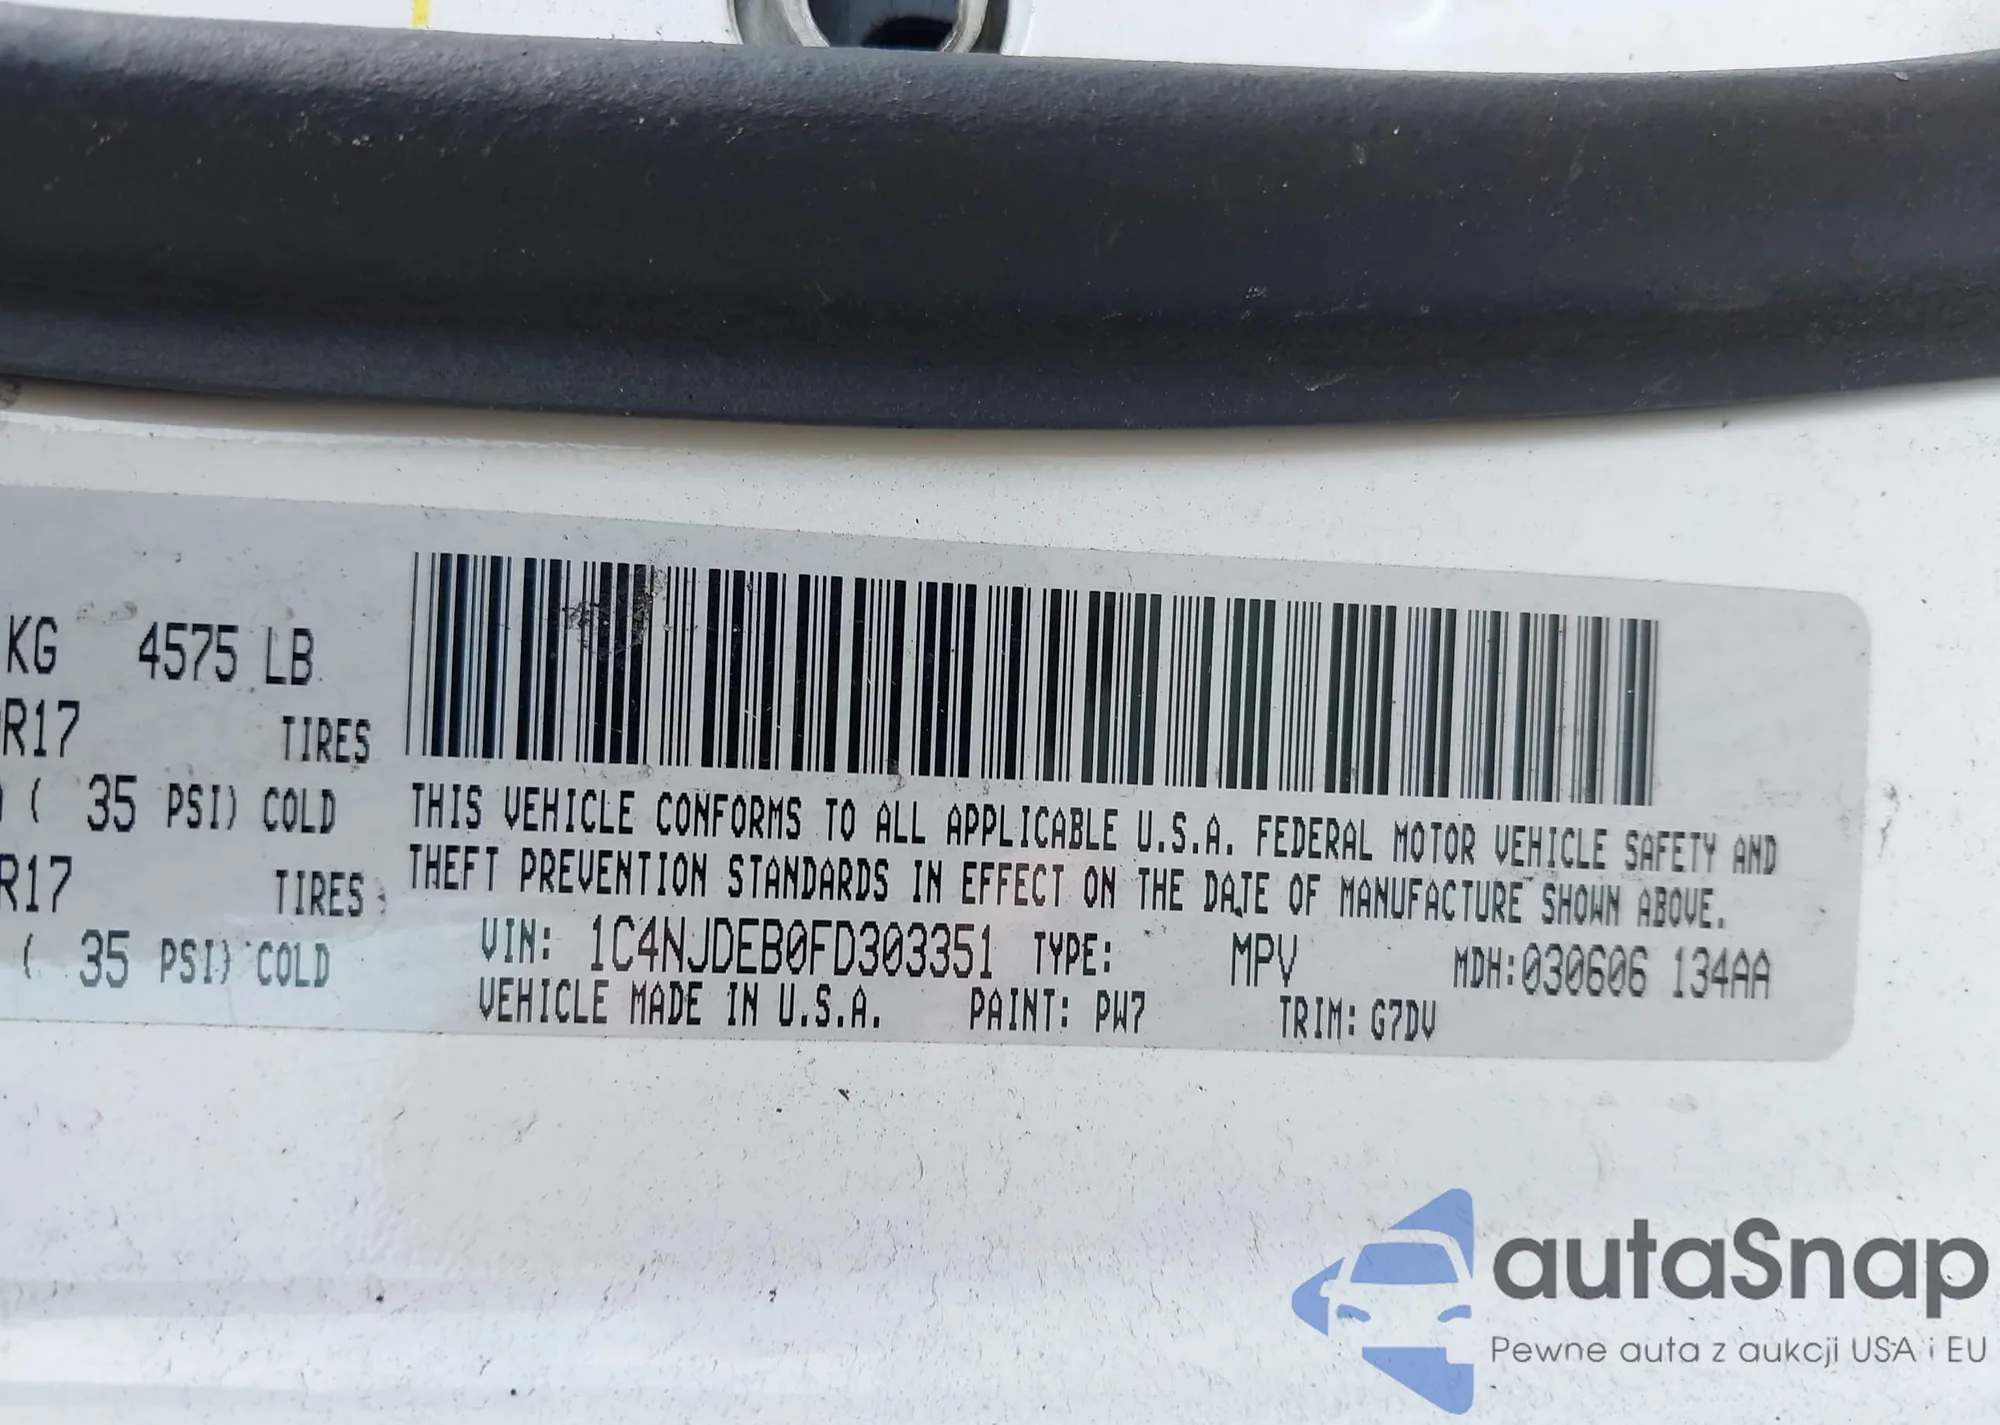 KG 4575 LB
R17 TIRES
( 35 PSI) COLD
R17 TIRES
( 35 PSI) COLD
THIS VEHICLE CONFORMS TO ALL APPLICABLE U.S.A. FEDERAL MOTOR VEHICLE SAFETY AND
THEFT PREVENTION STANDARDS IN EFFECT ON THE DATE OF MANUFACTURE SHOWN ABOVE.
VIN: 1C4NJDEB0FD303351 TYPE: MPV MDH:030606 134AA
VEHICLE MADE IN U.S.A. PAINT: PW7 TRIM: G7DV
autaSnap
Pewne auta z aukcji USA i EU